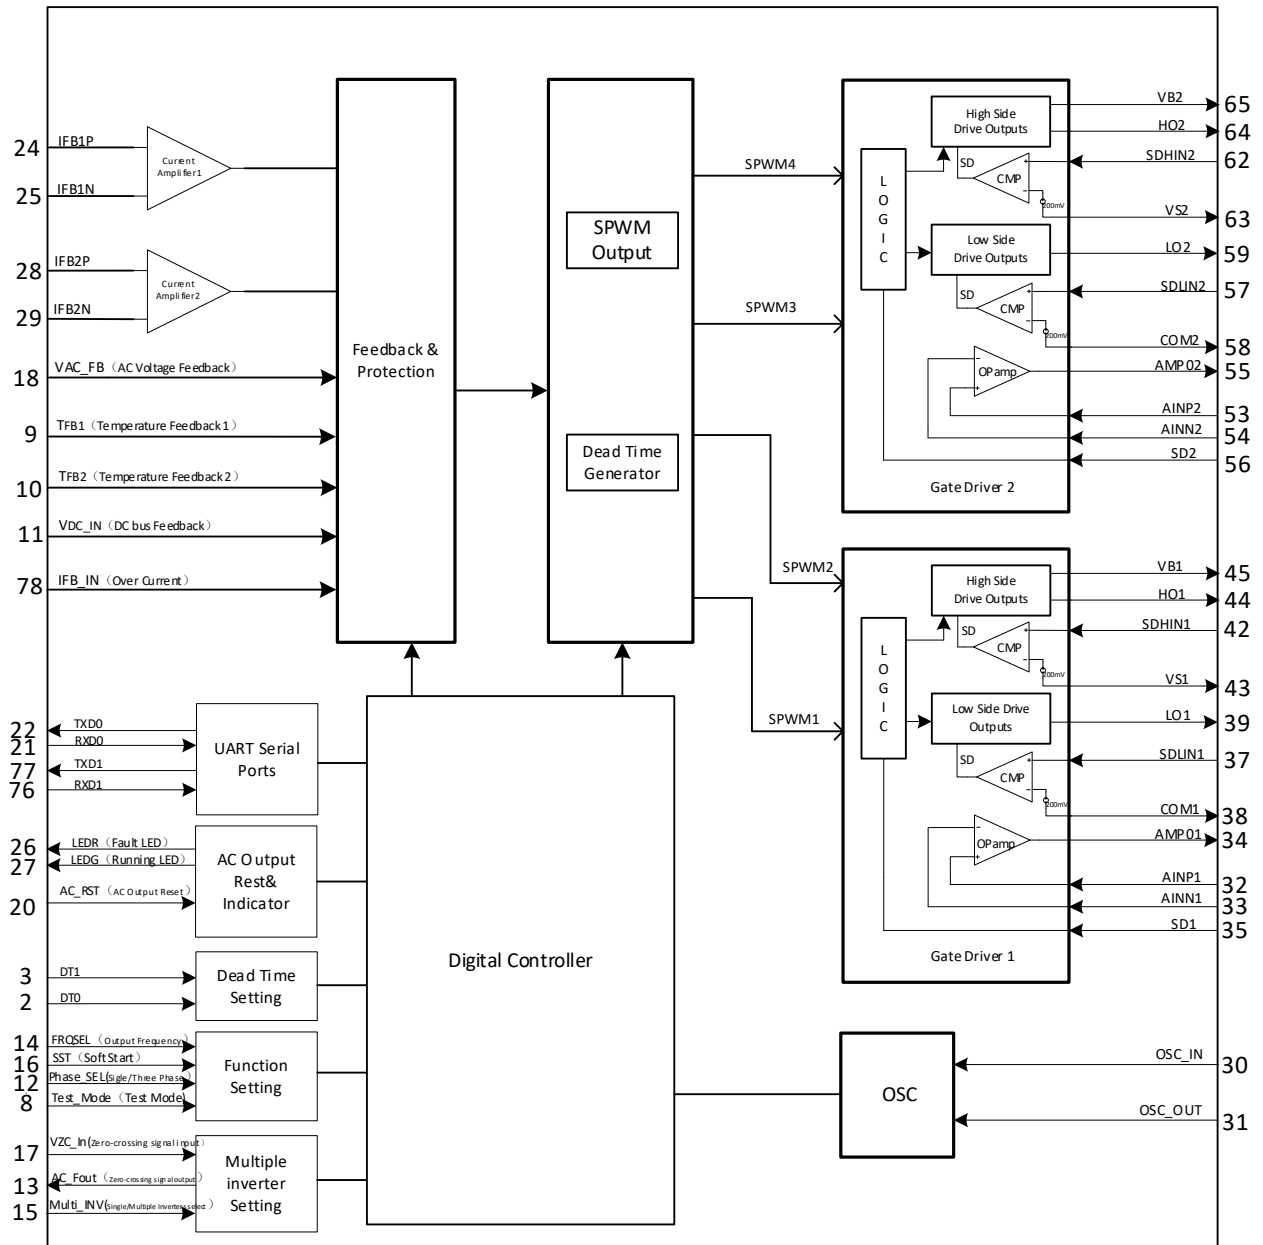 24
IFB1P
25
IFB1N
Current
Amplifier1
28
IFB2P
29
IFB2N
Current
Amplifier2
18
VAC_FB（AC Voltage Feedback）
9
TFB1（Temperature Feedback 1）
10
TFB2（Temperature Feedback 2）
11
VDC_IN（DC bus Feedback）
78
IFB_IN（Over Current）
Feedback &
Protection
SPWM
Output
Dead Time
Generator
SPWM4
SPWM3
SPWM2
SPWM1
LOGIC
High Side
Drive Outputs
SD
CMP
200mV
Low Side
Drive Outputs
SD
CMP
200mV
OPamp
Gate Driver 2
VB2
65
HO2
64
SDHIN2
62
VS2
63
LO2
59
SDLIN2
57
COM2
58
AMPO2
55
AINP2
53
AINN2
54
SD2
56
LOGIC
High Side
Drive Outputs
SD
CMP
200mV
Low Side Drive
Outputs
SD
CMP
200mV
OPamp
Gate Driver 1
VB1
45
HO1
44
SDHIN1
42
VS1
43
LO1
39
SDLIN1
37
COM1
38
AMPO1
34
AINP1
32
AINN1
33
SD1
35
22
TXD0
21
RXD0
77
TXD1
76
RXD1
UART Serial
Ports
26
LEDR（Fault LED）
27
LEDG（Running LED）
20
AC_RST（AC Output Reset）
AC Output
Rest&
Indicator
3
DT1
2
DT0
Dead Time
Setting
14
FRQSEL（Output Frequency）
16
SST（Soft Start）
12
Phase_SEL(Sigle/Three Phase）
8
Test_Mode（Test Mode）
Function
Setting
17
VZC_In(Zero-crossing signal input）
13
AC_Fout（Zero-crossing signal output）
15
Multi_INV(Single/Multiple Inverters select）
Multiple
inverter
Setting
Digital Controller
OSC
OSC_IN
30
OSC_OUT
31